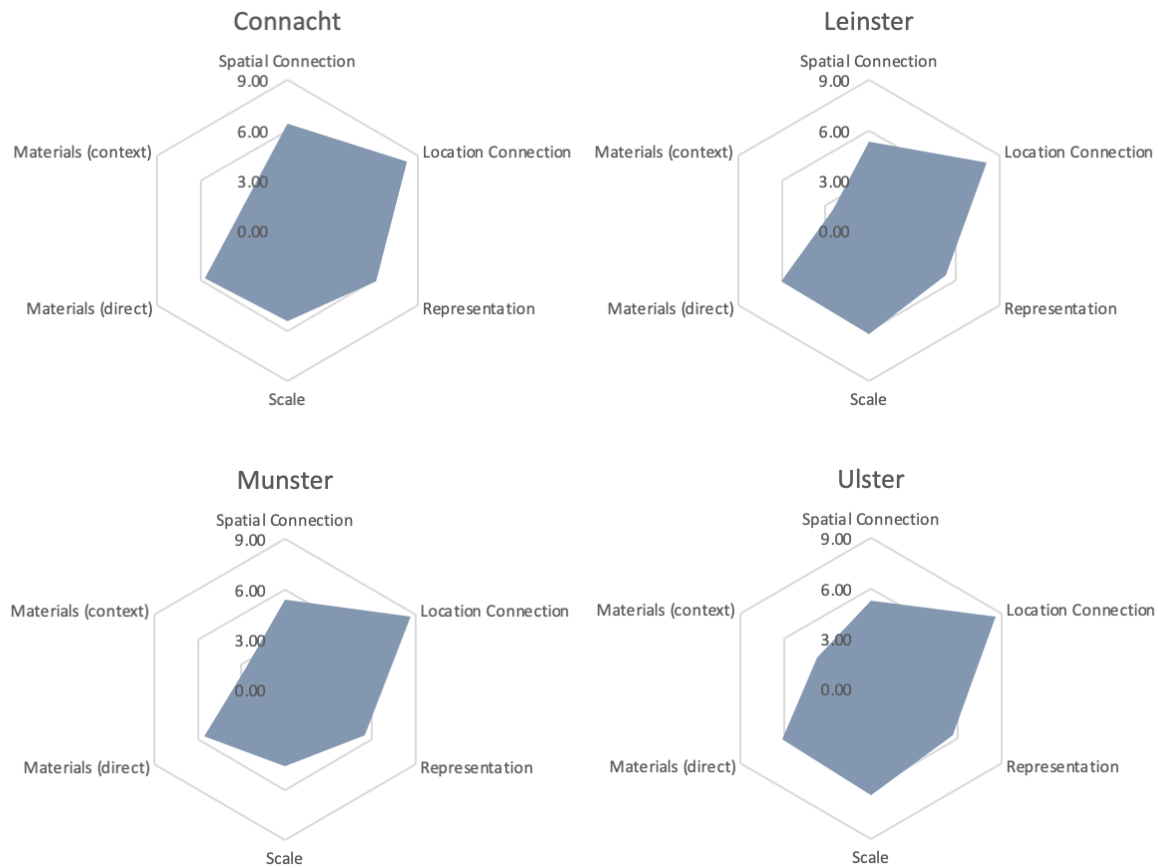 Connacht
Spatial Connection
9.00
6.00
3.00
0.00
Materials (context)
Location Connection
Materials (direct)
Representation
Scale
Leinster
Spatial Connection
9.00
6.00
3.00
0.00
Materials (context)
Location Connection
Materials (direct)
Representation
Scale
Munster
Spatial Connection
9.00
6.00
3.00
0.00
Materials (context)
Location Connection
Materials (direct)
Representation
Scale
Ulster
Spatial Connection
9.00
6.00
3.00
0.00
Materials (context)
Location Connection
Materials (direct)
Representation
Scale